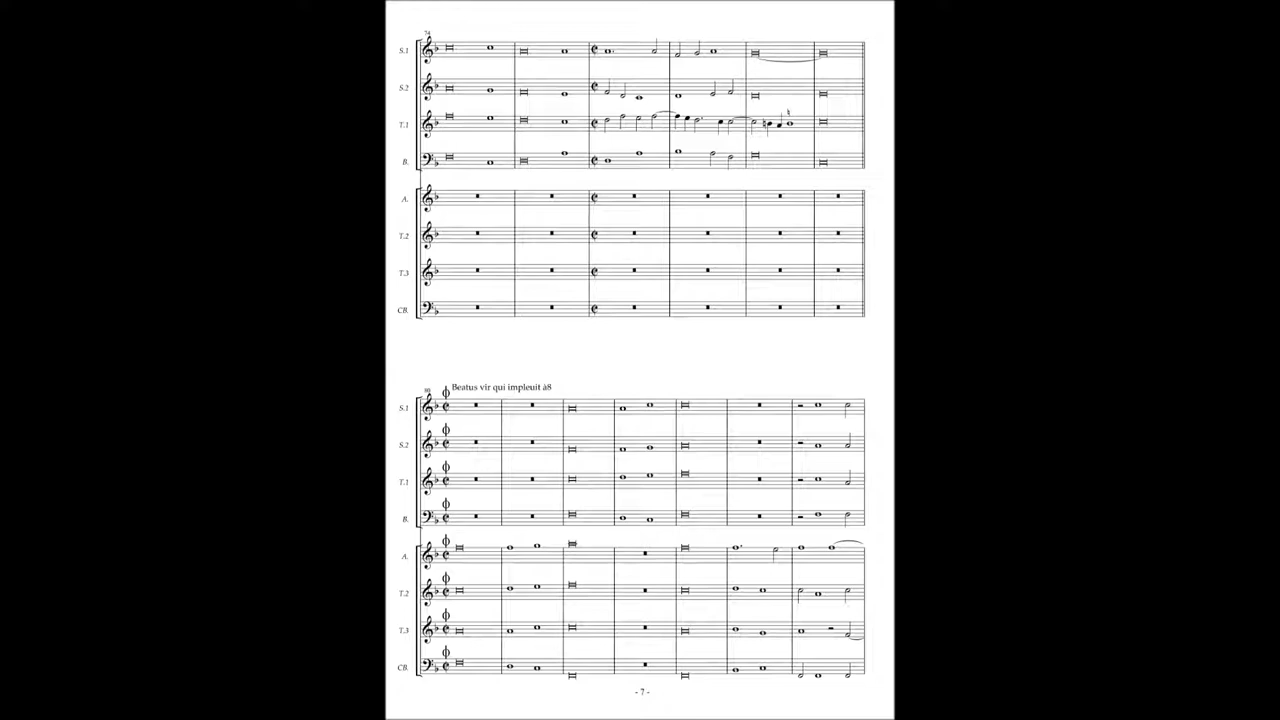 74
S.1
S.2
T.1
B.
A.
T.2
T.3
CB.
Beatus vir qui impleuit à8
80
S.1
S.2
T.1
B.
A.
T.2
T.3
CB.
- 7 -